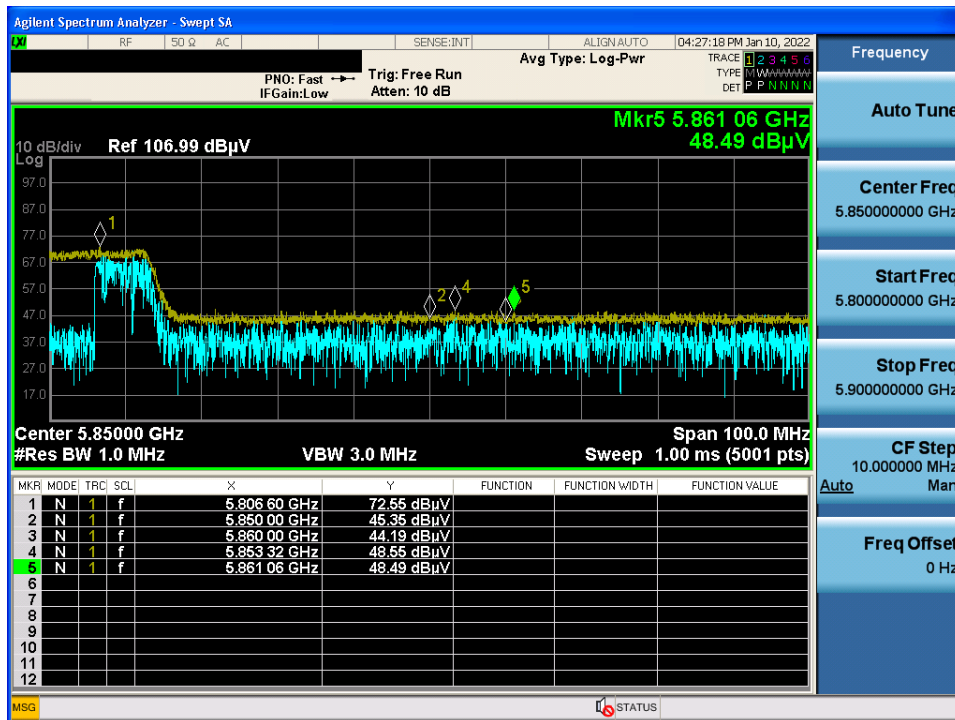 Agilent Spectrum Analyzer - Swept SA
LXI RF 50 Ω AC SENSE:INT ALIGN AUTO 04:27:18 PM Jan 10, 2022
Frequency
Avg Type: Log-Pwr
TRACE 1 2 3 4 5 6
PNO: Fast Trig: Free Run
TYPE M WWWWW
IFGain:Low Atten: 10 dB
DET P P N N N N
Auto Tune
Mkr5 5.861 06 GHz
48.49 dBµV
10 dB/div Ref 106.99 dBµV
Log
97.0
87.0
77.0
67.0
57.0
47.0
37.0
27.0
17.0
1
2
4
5
Center Freq
5.850000000 GHz
Start Freq
5.800000000 GHz
Stop Freq
5.900000000 GHz
Center 5.85000 GHz Span 100.0 MHz
#Res BW 1.0 MHz VBW 3.0 MHz Sweep 1.00 ms (5001 pts)
CF Step
10.000000 MHz
Auto Man
MKR MODE TRC SCL X Y FUNCTION FUNCTION WIDTH FUNCTION VALUE
1 N 1 f 5.806 60 GHz 72.55 dBµV
2 N 1 f 5.850 00 GHz 45.35 dBµV
3 N 1 f 5.860 00 GHz 44.19 dBµV
4 N 1 f 5.853 32 GHz 48.55 dBµV
5 N 1 f 5.861 06 GHz 48.49 dBµV
6
7
8
9
10
11
12
Freq Offset
0 Hz
MSG STATUS